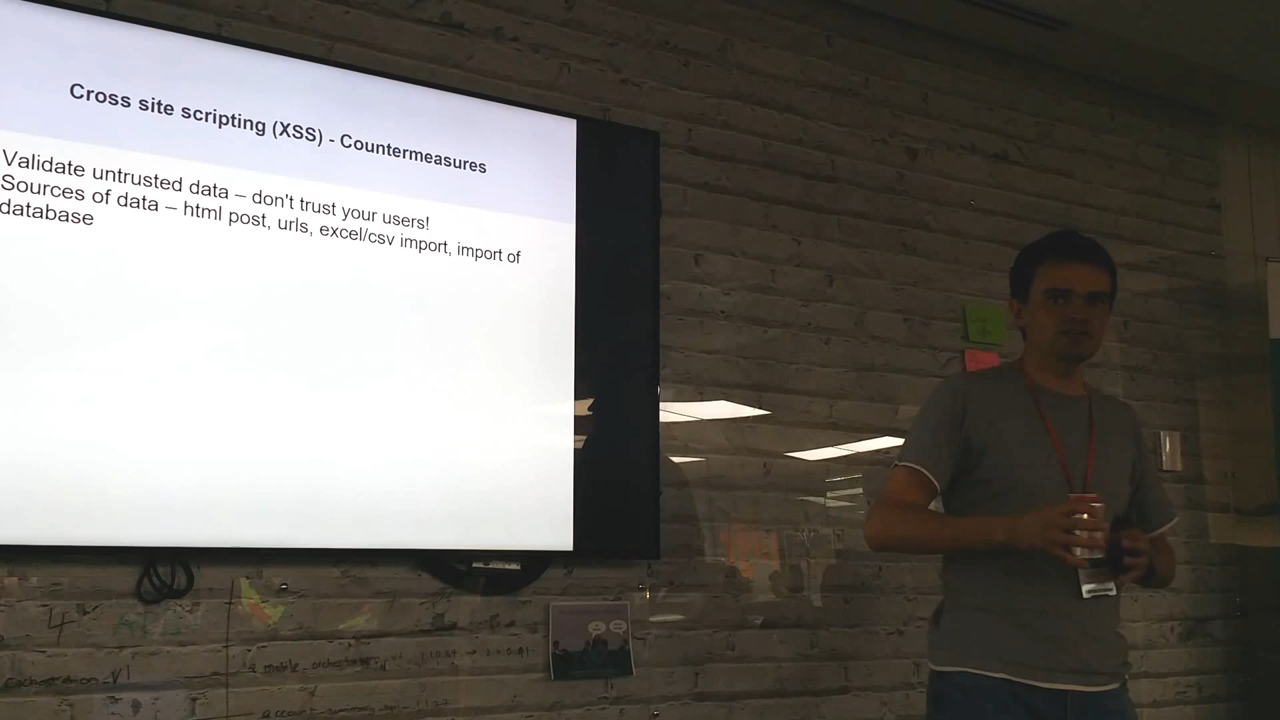 Cross site scripting (XSS) - Countermeasures
Validate untrusted data – don't trust your users!
Sources of data – html post, urls, excel/csv import, import of
database
4